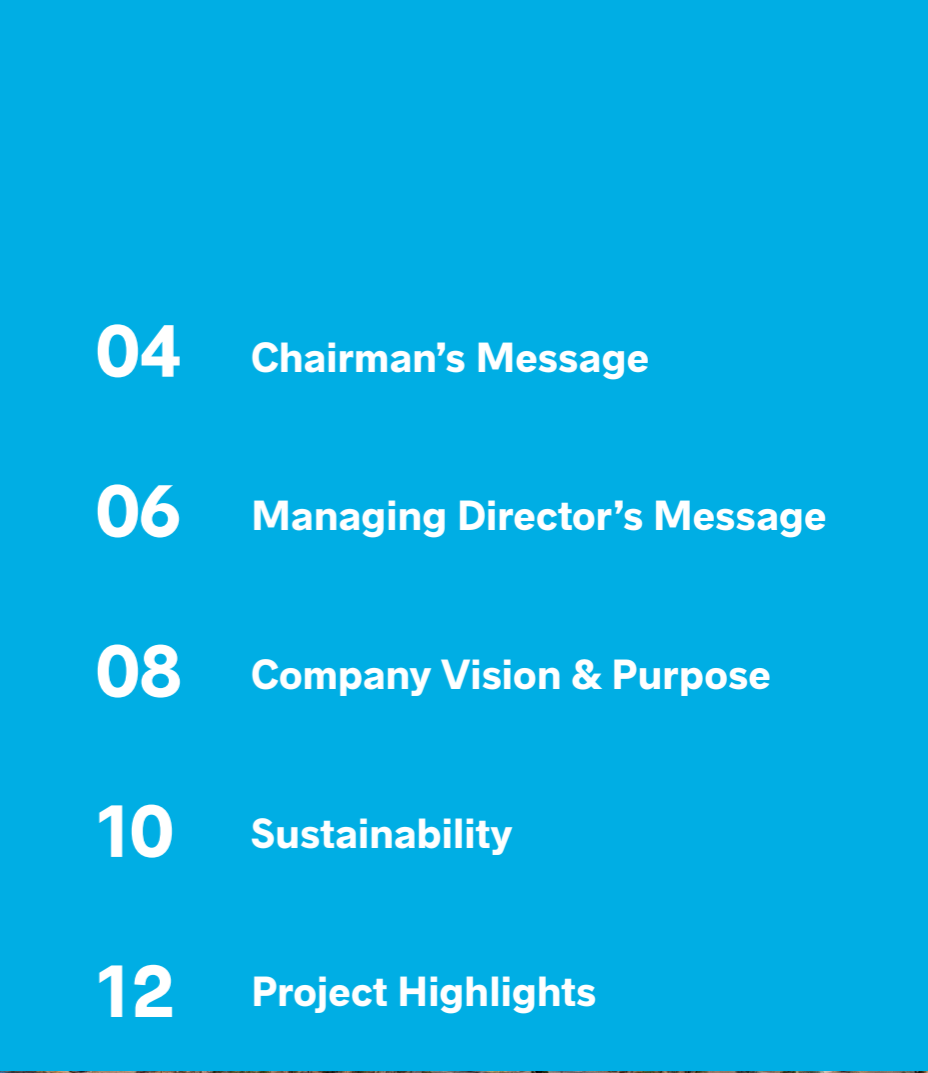 04 Chairman’s Message
06 Managing Director’s Message
08 Company Vision & Purpose
10 Sustainability
12 Project Highlights